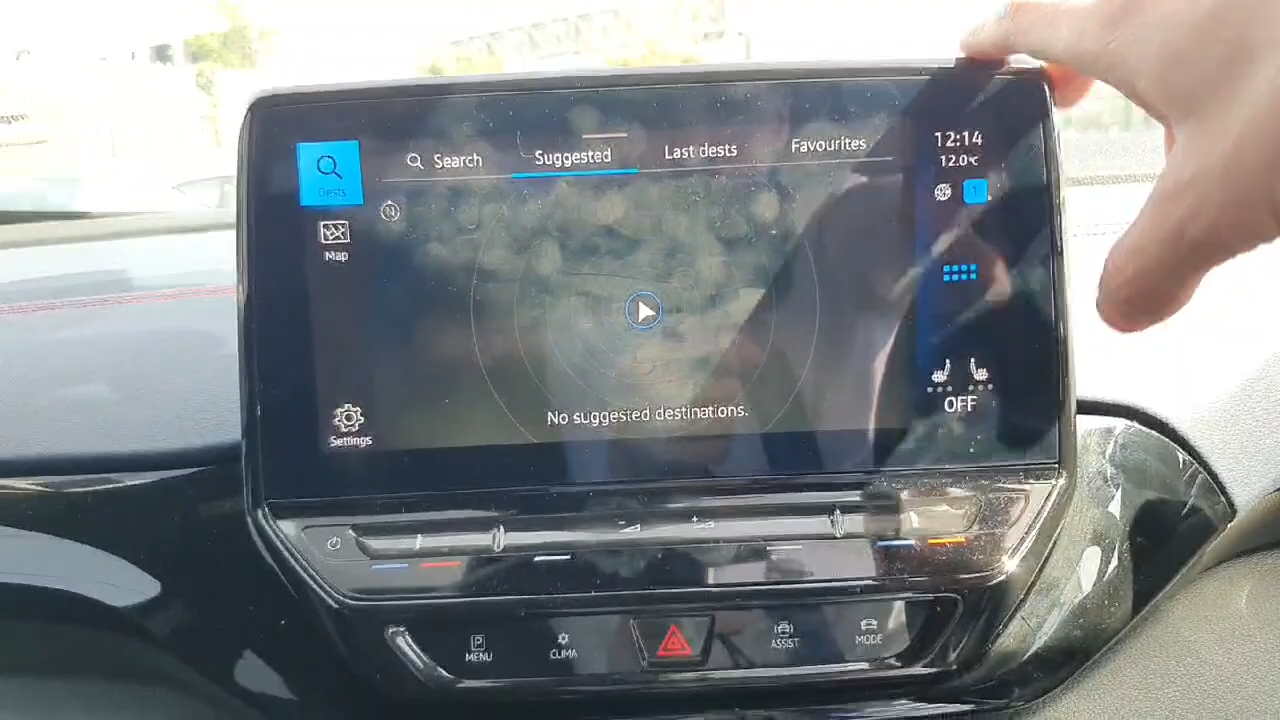 Dests
Search
Suggested
Last dests
Favourites
12:14
12.0°C
1
N
Map
No suggested destinations.
OFF
Settings
P
MENU
CLIMA
ASSIST
MODE